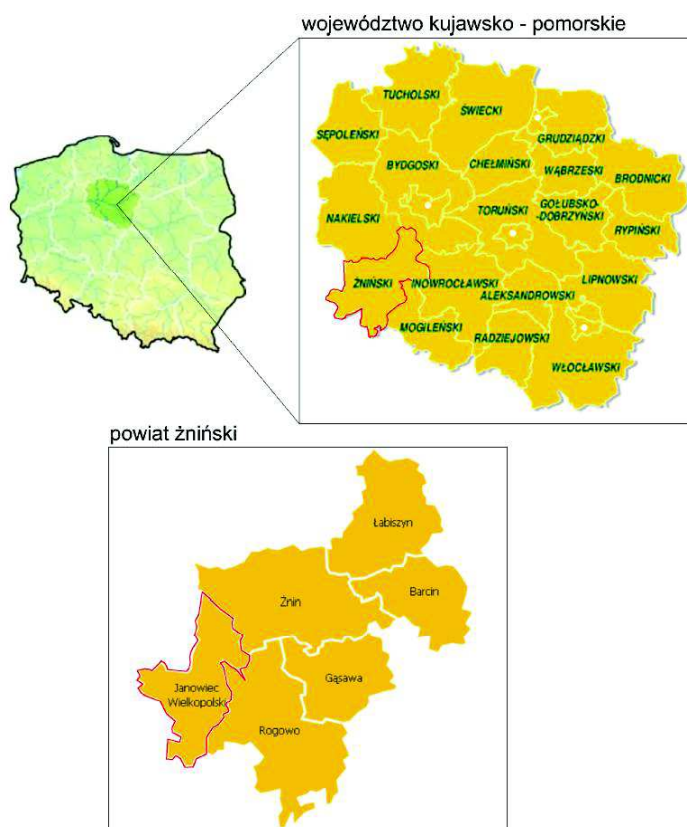 województwo kujawsko - pomorskie
TUCHOLSKI
ŚWIECKI
SĘPOLEŃSKI
GRUDZIĄDZKI
BYDGOSKI
CHEŁMIŃSKI
WĄBRZESKI
BRODNICKI
NAKIELSKI
TORUŃSKI
GOŁUBSKO-
-DOBRZYŃSKI
RYPIŃSKI
ŻNIŃSKI
INOWROCŁAWSKI
LIPNOWSKI
ALEKSANDROWSKI
MOGILEŃSKI
RADZIEJOWSKI
WŁOCŁAWSKI
powiat żniński
Łabiszyn
Barcin
Żnin
Gąsawa
Janowiec
Wielkopolski
Rogowo